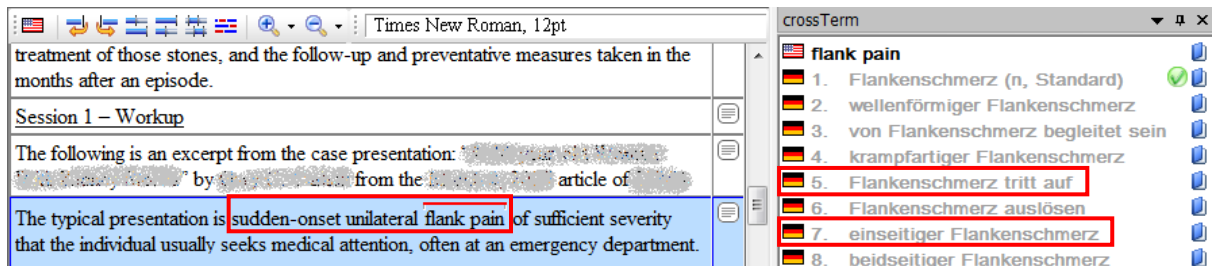 Times New Roman, 12pt
treatment of those stones, and the follow-up and preventative measures taken in the
months after an episode.
Session 1 – Workup
The following is an excerpt from the case presentation:
” by from the article of
The typical presentation is sudden-onset unilateral flank pain of sufficient severity
that the individual usually seeks medical attention, often at an emergency department.
crossTerm
flank pain
1. Flankenschmerz (n, Standard)
2. wellenförmiger Flankenschmerz
3. von Flankenschmerz begleitet sein
4. krampfartiger Flankenschmerz
5. Flankenschmerz tritt auf
6. Flankenschmerz auslösen
7. einseitiger Flankenschmerz
8. beidseitiger Flankenschmerz